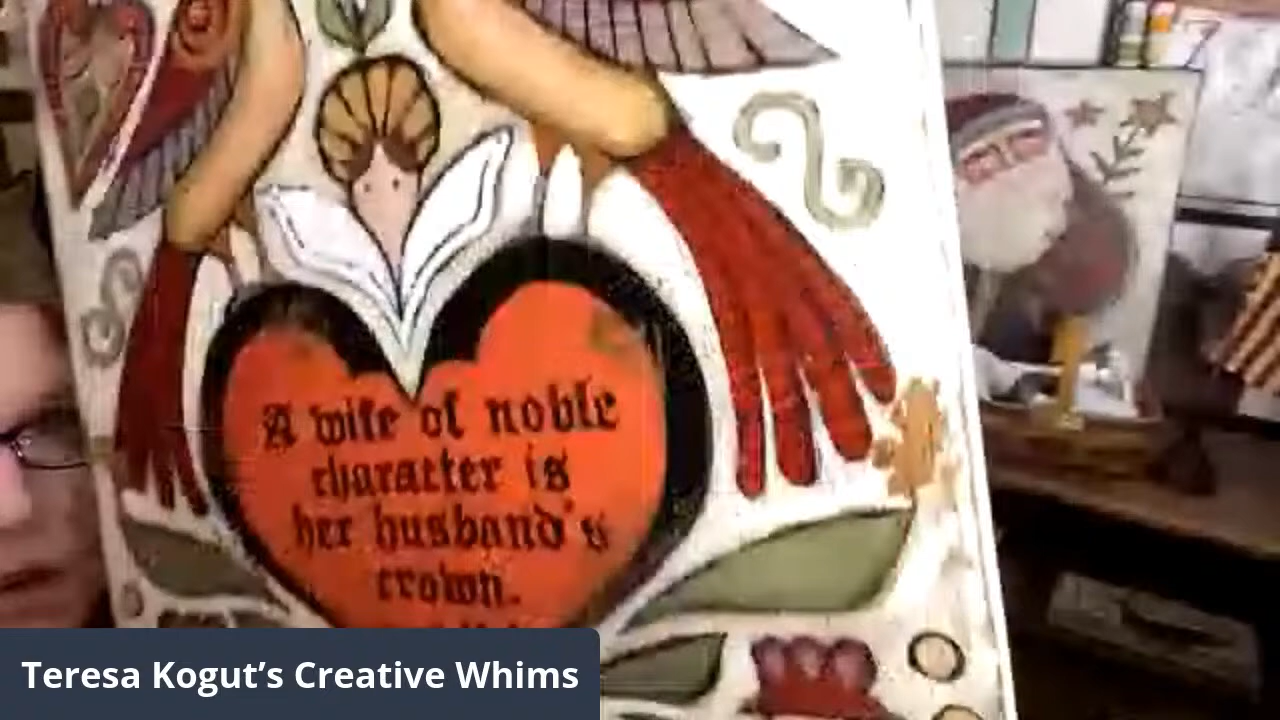 A wife of noble
character is
her husband's
crown.
Teresa Kogut’s Creative Whims